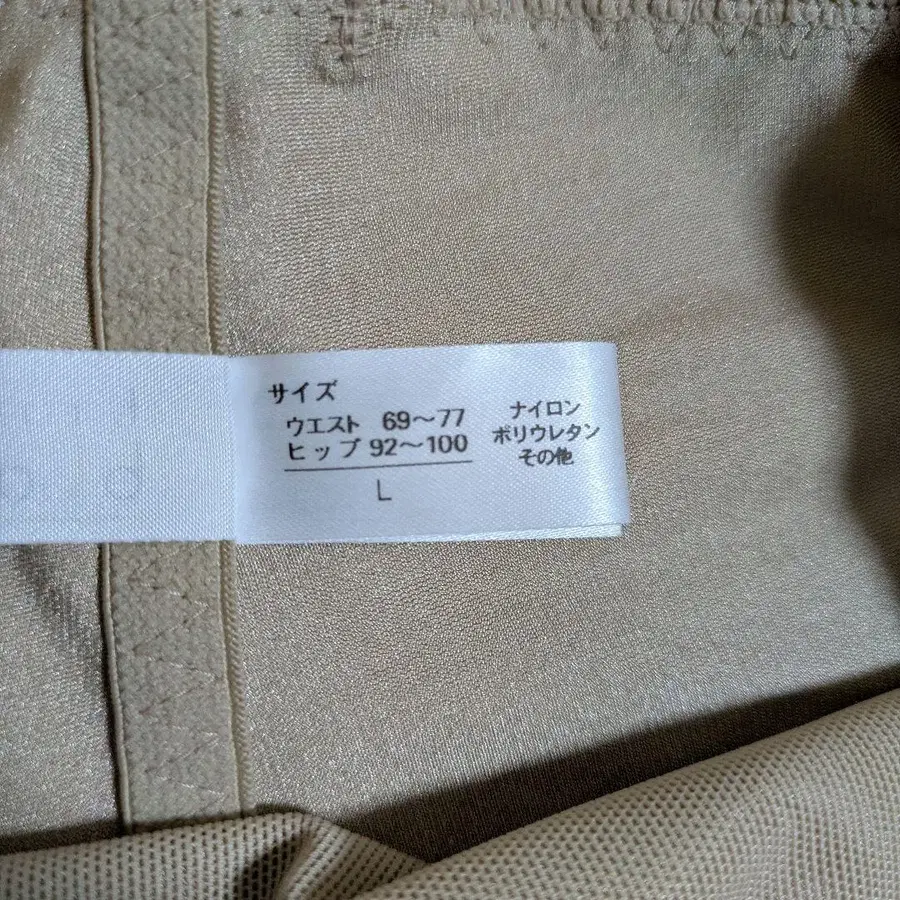 サイズ
ウエスト 69～77
ヒップ 92～100
L
ナイロン
ポリウレタン
その他